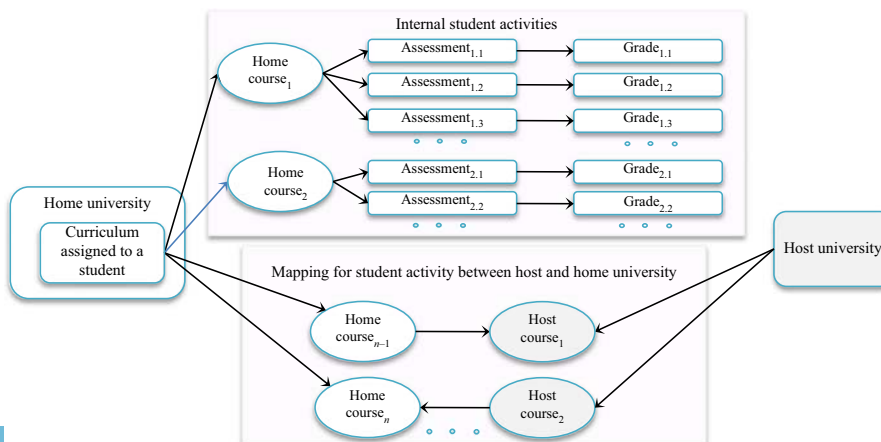 Internal student activities
Home
course₁
Assessment₁.₁
Grade₁.₁
Assessment₁.₂
Grade₁.₂
Assessment₁.₃
Grade₁.₃
Home
course₂
Assessment₂.₁
Grade₂.₁
Assessment₂.₂
Grade₂.₂
Home university
Curriculum
assigned to a
student
Host university
Mapping for student activity between host and home university
Home
courseₙ₋₁
Host
course₁
Home
courseₙ
Host
course₂